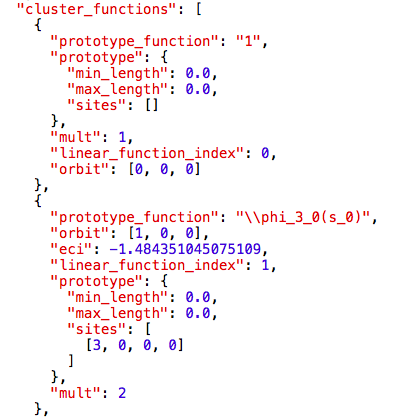 "cluster_functions": [
{
"prototype_function": "1",
"prototype": {
"min_length": 0.0,
"max_length": 0.0,
"sites": []
},
"mult": 1,
"linear_function_index": 0,
"orbit": [0, 0, 0]
},
{
"prototype_function": "\\phi_3_0(s_0)",
"orbit": [1, 0, 0],
"eci": -1.484351045075109,
"linear_function_index": 1,
"prototype": {
"min_length": 0.0,
"max_length": 0.0,
"sites": [
[3, 0, 0, 0]
]
},
"mult": 2
},